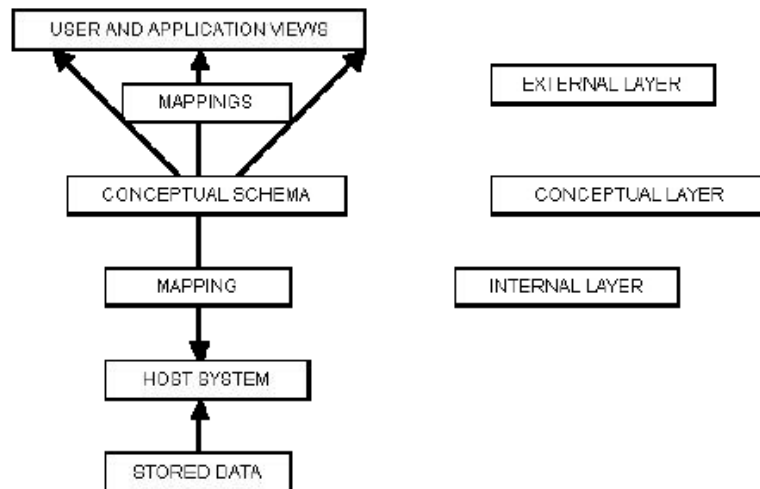 USER AND APPLICATION VIEWS
MAPPINGS
EXTERNAL LAYER
CONCEPTUAL SCHEMA
CONCEPTUAL LAYER
MAPPING
INTERNAL LAYER
HOST SYSTEM
STORED DATA